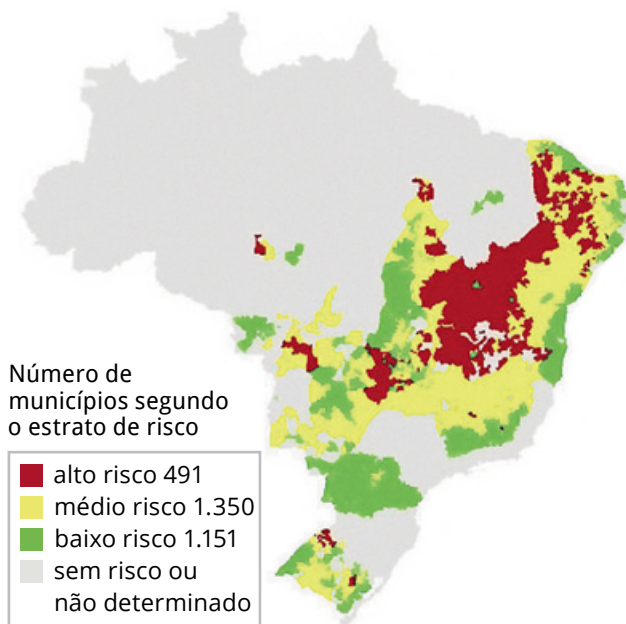 Número de
municípios segundo
o estrato de risco
alto risco 491
médio risco 1.350
baixo risco 1.151
sem risco ou
não determinado